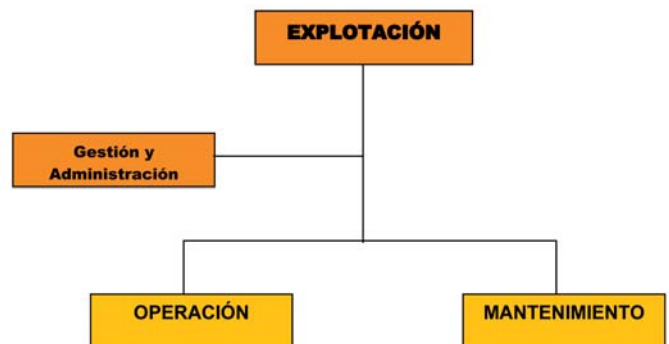 EXPLOTACIÓN
Gestión y
Administración
OPERACIÓN
MANTENIMIENTO